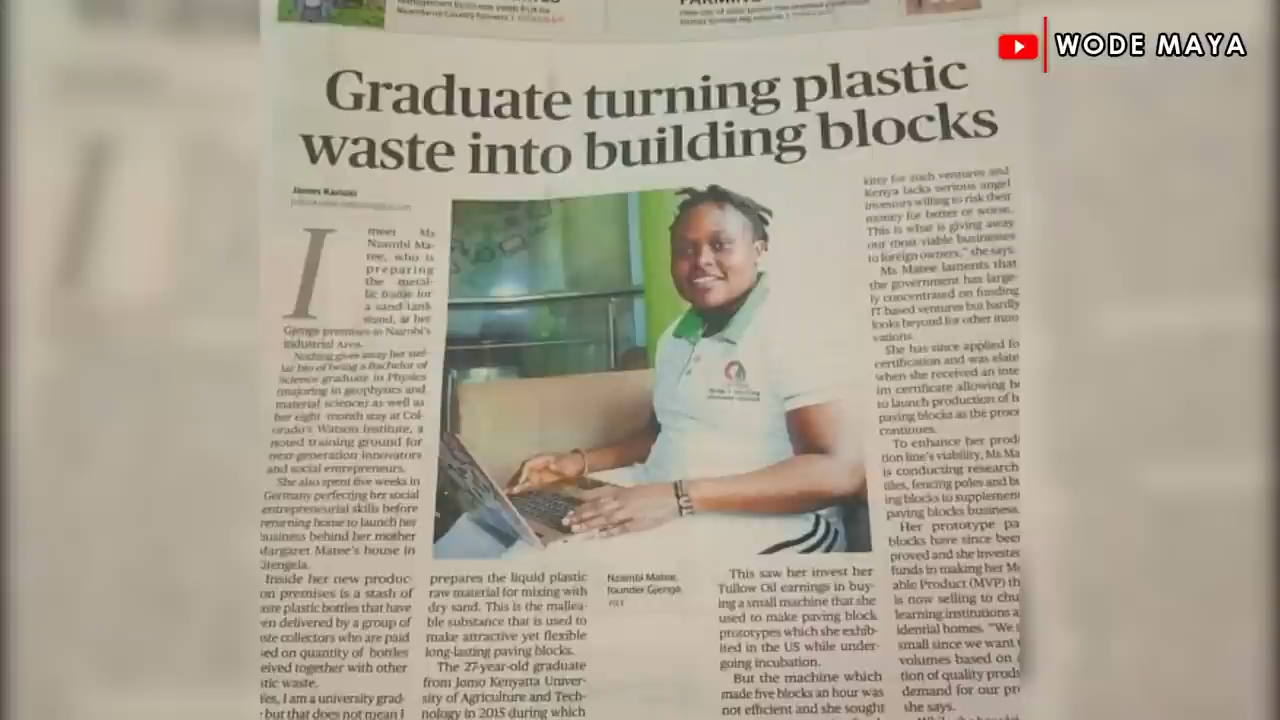 WODE MAYA
Graduate turning plastic
waste into building blocks
James Kariuki
I meet Ms
Nzambi Ma-
tee, who is
preparing
the metal-
lic frame for
a sand tank
stand, at her
Gjenge premises in Nairobi's
Industrial Area.
Nothing gives away her stel-
lar bio of being a Bachelor of
Science graduate in Physics
(majoring in geophysics and
material science) as well as
her eight-month stay at Col-
orado's Watson Institute, a
noted training ground for
next-generation innovators
and social entrepreneurs.
She also spent five weeks in
Germany perfecting her social
entrepreneurial skills before
returning home to launch her
business behind her mother
Margaret Matee's house in
Inside her new produc-
on premises is a stash of
aste plastic bottles that have
en delivered by a group of
aste collectors who are paid
sed on quantity of bottles
eived together with other
tic waste.
Yes, I am a university grad-
but that does not mean I
prepares the liquid plastic
raw material for mixing with
dry sand. This is the mallea-
ble substance that is used to
make attractive yet flexible
long-lasting paving blocks.
The 27-year-old graduate
from Jomo Kenyatta Univer-
sity of Agriculture and Tech-
nology in 2015 during which
Nzambi Matee,
founder Gjenge.
FILE
This saw her invest her
Tullow Oil earnings in buy-
ing a small machine that she
used to make paving block
prototypes which she exhib-
ited in the US while under-
going incubation.
But the machine which
made five blocks an hour was
not efficient and she sought
kitty for such ventures and
Kenya lacks serious angel
investors willing to risk their
money for better or worse.
This is what is giving away
our most viable businesses
to foreign owners," she says.
Ms Matee laments that
the government has large-
ly concentrated on funding
IT based ventures but hardly
looks beyond for other inno
vations.
She has since applied fo
certification and was elate
when she received an inte
im certificate allowing he
to launch production of h
paving blocks as the proce
continues.
To enhance her prod
tion line's viability, Ms Ma
is conducting research
tiles, fencing poles and bu
ing blocks to supplement
paving blocks business.
Her prototype pa
blocks have since been
proved and she invested
funds in making her M
able Product (MVP) th
is now selling to chu
learning institutions a
idential homes. "We s
small since we want
volumes based on
tion of quality prods
demand for our pr
she says.